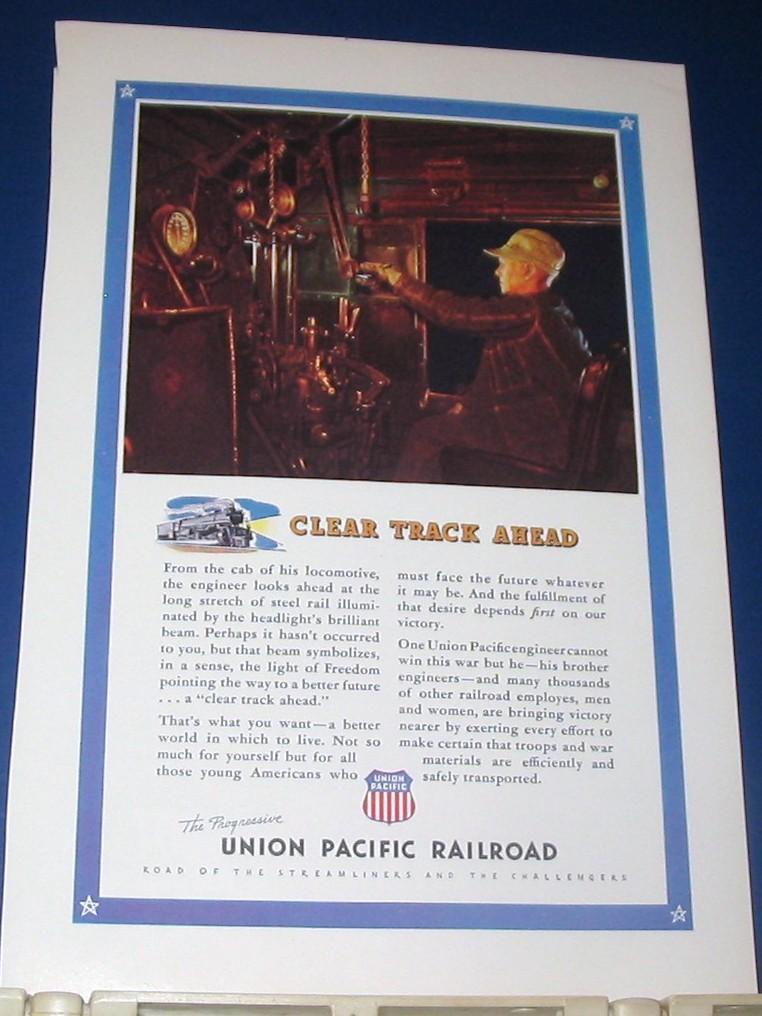 CLEAR TRACK AHEAD
From the cab of his locomotive,
the engineer looks ahead at the
long stretch of steel rail illumi-
nated by the headlight's brilliant
beam. Perhaps it hasn't occurred
to you, but that beam symbolizes,
in a sense, the light of Freedom
pointing the way to a better future
. . . a "clear track ahead."
That's what you want—a better
world in which to live. Not so
much for yourself but for all
those young Americans who
must face the future whatever
it may be. And the fulfillment of
that desire depends first on our
victory.
One Union Pacific engineer cannot
win this war but he—his brother
engineers—and many thousands
of other railroad employes, men
and women, are bringing victory
nearer by exerting every effort to
make certain that troops and war
materials are efficiently and
safely transported.
UNION
PACIFIC
The Progressive
UNION PACIFIC RAILROAD
ROAD OF THE STREAMLINERS AND THE CHALLENGERS